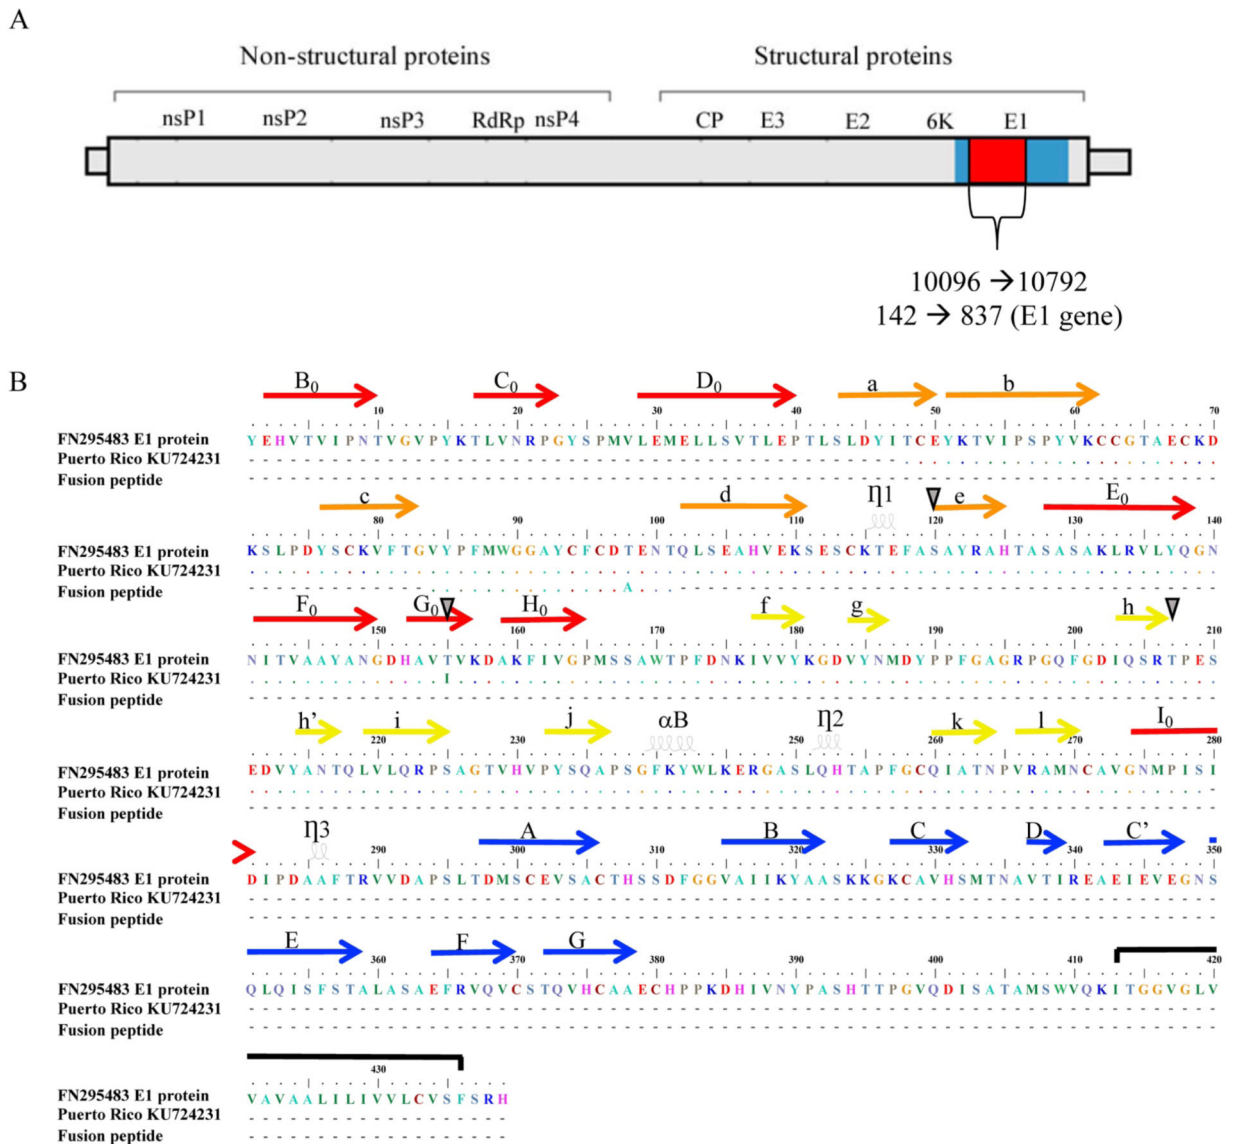 A
Non-structural proteins Structural proteins
nsP1 nsP2 nsP3 RdRp nsP4 CP E3 E2 6K E1
10096 → 10792
142 → 837 (E1 gene)
B
B0 C0 D0 a b
10 20 30 40 50 60 70
FN295483 E1 protein YEHVTVIPNTVGVPYKTLVNRPGYSPMVLEMELLSVTLEPTLSLDYITCEYKTVIPSPYVKCCGTAECKD
Puerto Rico KU724231
Fusion peptide
c d η1 e E0
80 90 100 110 120 130 140
FN295483 E1 protein KSLPDYSCKVFTGVYPFMWGGAYCFCDTENTQLSEAHVEKSESCKTEFASAYRAHTASASAKLRVLYQGN
Puerto Rico KU724231
Fusion peptide A
F0 G0 H0 f g h
150 160 170 180 190 200 210
FN295483 E1 protein NITVAAYANGDHAVTVKDAKFIVGPMSSAWTPFDNKIVVYKGDVYNMDYPPFGAGRPGQFGDIQSRTPES
Puerto Rico KU724231 I
Fusion peptide
h’ i j αB η2 k l I0
220 230 240 250 260 270 280
FN295483 E1 protein EDVYANTQLVLQRPSAGTVHVPYSQAPSGFKYWLKERGASLQHTAPFGCQIATNPVRAMNCAVGNMPISI
Puerto Rico KU724231
Fusion peptide
η3 A B C D C’
290 300 310 320 330 340 350
FN295483 E1 protein DIPDAAFTRVVDAPSLTDMSCEVSACTHSSDFGGVAIIKYAASKKGKCAVHSMTNAVTIREAEIEVEGNS
Puerto Rico KU724231
Fusion peptide
E F G
360 370 380 390 400 410 420
FN295483 E1 protein QLQISFSTALASAEFRVQVCSTQVHCAAECHPPKDHIVNYPASHTTPGVQDISATAMSWVQKITGGVGLV
Puerto Rico KU724231
Fusion peptide
430
FN295483 E1 protein VAVAALILIVVLCVSFSRH
Puerto Rico KU724231
Fusion peptide